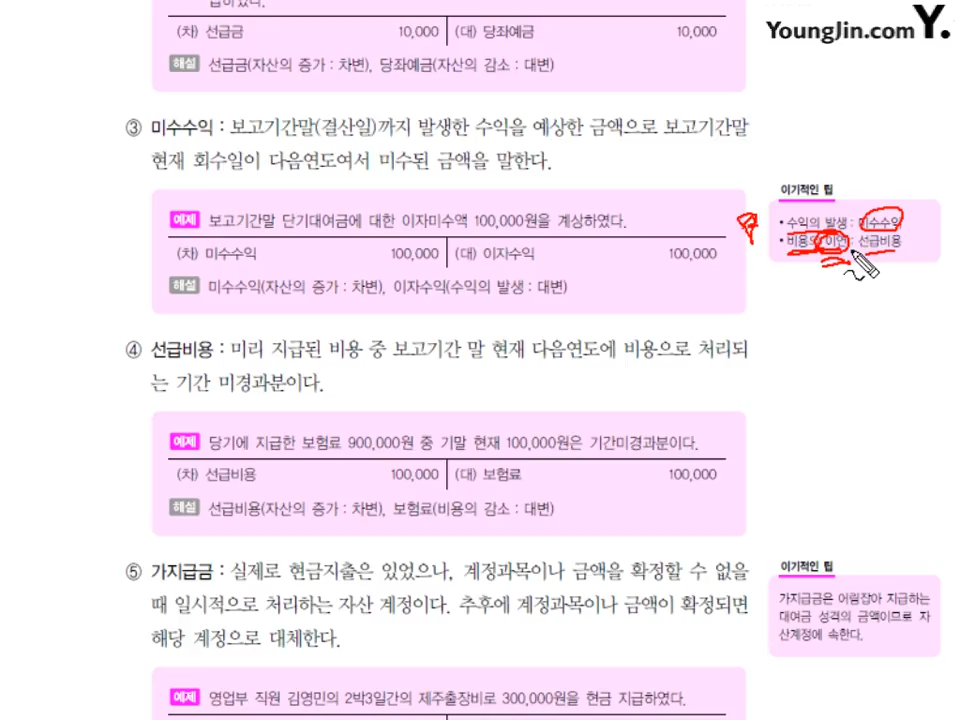 (차) 선급금 10,000 (대) 당좌예금 10,000
해설 선급금(자산의 증가 : 차변), 당좌예금(자산의 감소 : 대변)
YoungJin.com Y.
③ 미수수익 : 보고기간말(결산일)까지 발생한 수익을 예상한 금액으로 보고기간말
현재 회수일이 다음연도여서 미수된 금액을 말한다.
예제 보고기간말 단기대여금에 대한 이자미수액 100,000원을 계상하였다.
(차) 미수수익 100,000 (대) 이자수익 100,000
해설 미수수익(자산의 증가 : 차변), 이자수익(수익의 발생 : 대변)
이기적인 팁
• 수익의 발생 : 미수수익
• 비용의 이연 : 선급비용
④ 선급비용 : 미리 지급된 비용 중 보고기간 말 현재 다음연도에 비용으로 처리되
는 기간 미경과분이다.
예제 당기에 지급한 보험료 900,000원 중 기말 현재 100,000원은 기간미경과분이다.
(차) 선급비용 100,000 (대) 보험료 100,000
해설 선급비용(자산의 증가 : 차변), 보험료(비용의 감소 : 대변)
⑤ 가지급금 : 실제로 현금지출은 있었으나, 계정과목이나 금액을 확정할 수 없을
때 일시적으로 처리하는 자산 계정이다. 추후에 계정과목이나 금액이 확정되면
해당 계정으로 대체한다.
이기적인 팁
가지급금은 어림잡아 지급하는
대여금 성격의 금액이므로 자
산계정에 속한다.
예제 영업부 직원 김영민의 2박3일간의 제주출장비로 300,000원을 현금 지급하였다.